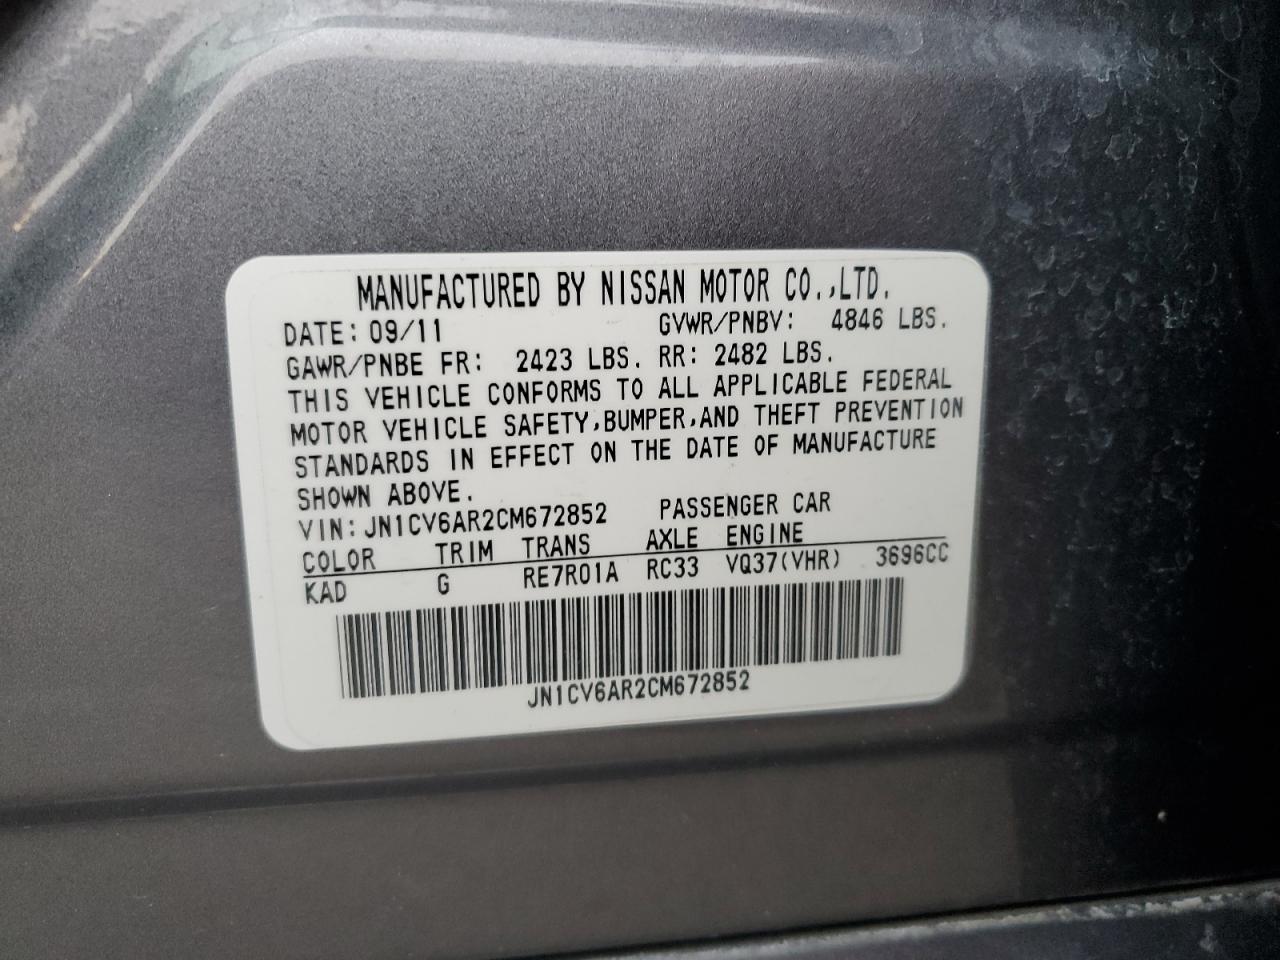 MANUFACTURED BY NISSAN MOTOR CO.,LTD.
DATE: 09/11 GVWR/PNBV: 4846 LBS.
GAWR/PNBE FR: 2423 LBS. RR: 2482 LBS.
THIS VEHICLE CONFORMS TO ALL APPLICABLE FEDERAL
MOTOR VEHICLE SAFETY,BUMPER,AND THEFT PREVENTION
STANDARDS IN EFFECT ON THE DATE OF MANUFACTURE
SHOWN ABOVE.
VIN: JN1CV6AR2CM672852 PASSENGER CAR
COLOR TRIM TRANS AXLE ENGINE
KAD G RE7R01A RC33 VQ37(VHR) 3696CC
JN1CV6AR2CM672852